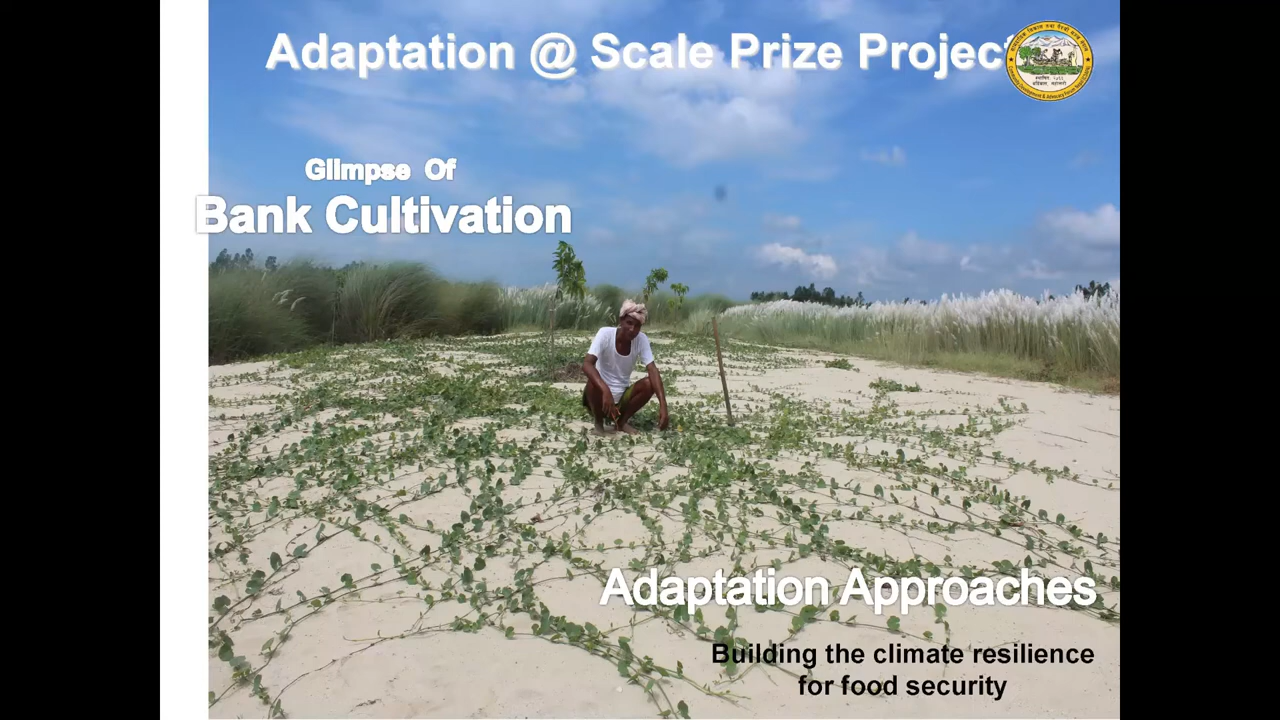 Adaptation @ Scale Prize Project
Glimpse Of
Bank Cultivation
Adaptation Approaches
Building the climate resilience
for food security